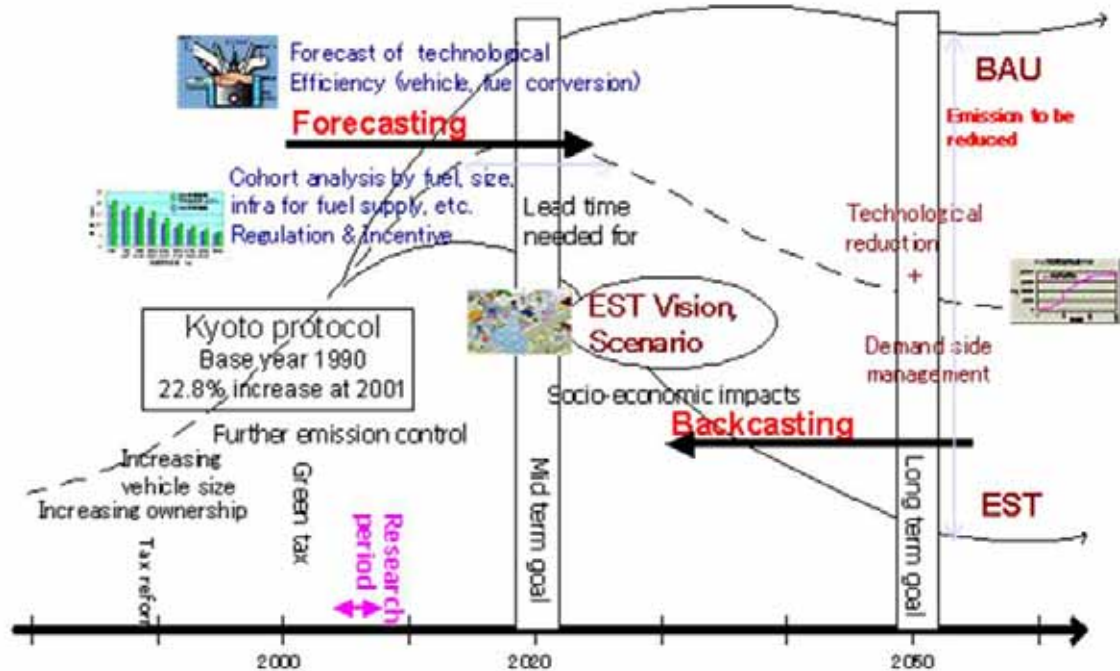 Forecast of technological
Efficiency (vehicle, fuel conversion)
BAU
Forecasting
Emission to be
reduced
Cohort analysis by fuel, size,
infra for fuel supply, etc.
Regulation & Incentive
Lead time
needed for
Technological
reduction
+
EST Vision,
Scenario
Kyoto protocol
Base year 1990
22.8% increase at 2001
Demand side
management
Socio-economic impacts
Backcasting
Further emission control
Increasing
vehicle size
Increasing ownership
EST
Tax reform
Green tax
Research
period
Mid term goal
Long term goal
2000
2020
2050